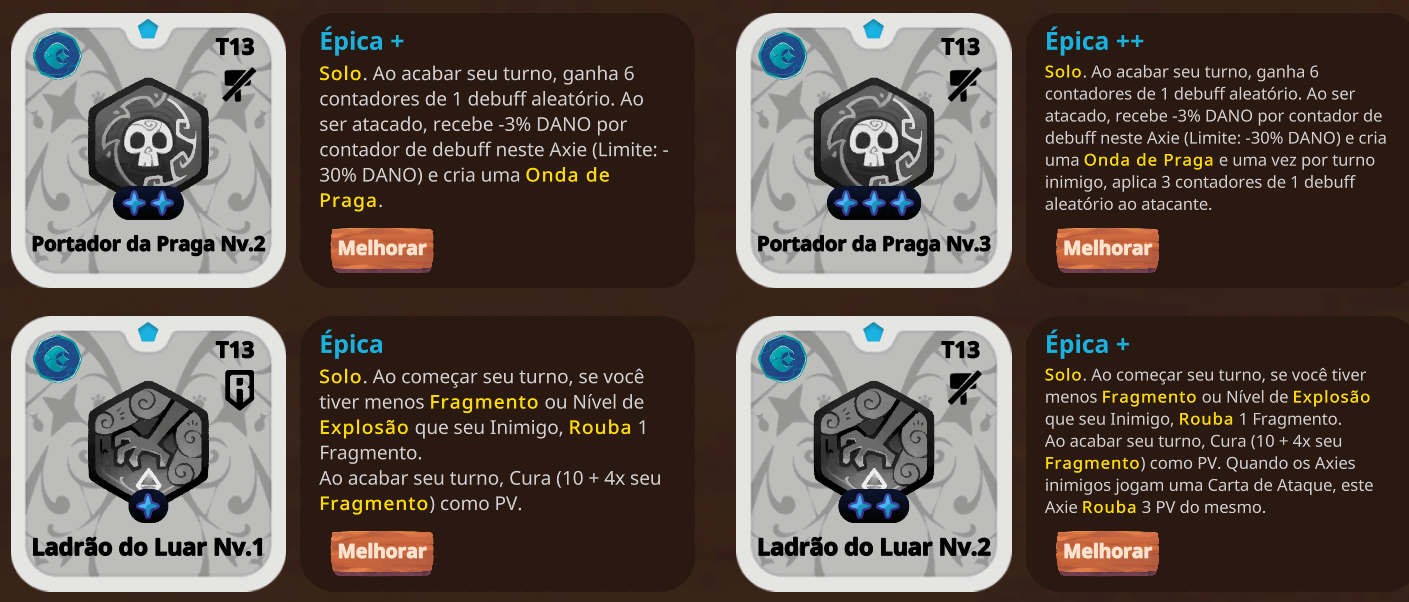 T13
Portador da Praga Nv.2
Épica +
Solo. Ao acabar seu turno, ganha 6
contadores de 1 debuff aleatório. Ao
ser atacado, recebe -3% DANO por
contador de debuff neste Axie (Limite: -
30% DANO) e cria uma Onda de
Praga.
Melhorar
T13
Portador da Praga Nv.3
Épica ++
Solo. Ao acabar seu turno, ganha 6
contadores de 1 debuff aleatório. Ao ser
atacado, recebe -3% DANO por contador de
debuff neste Axie (Limite: -30% DANO) e cria
uma Onda de Praga e uma vez por turno
inimigo, aplica 3 contadores de 1 debuff
aleatório ao atacante.
Melhorar
T13
R
Ladrão do Luar Nv.1
Épica
Solo. Ao começar seu turno, se você
tiver menos Fragmento ou Nível de
Explosão que seu Inimigo, Rouba 1
Fragmento.
Ao acabar seu turno, Cura (10 + 4x seu
Fragmento) como PV.
Melhorar
T13
Ladrão do Luar Nv.2
Épica +
Solo. Ao começar seu turno, se você tiver
menos Fragmento ou Nível de Explosão
que seu Inimigo, Rouba 1 Fragmento.
Ao acabar seu turno, Cura (10 + 4x seu
Fragmento) como PV. Quando os Axies
inimigos jogam uma Carta de Ataque, este
Axie Rouba 3 PV do mesmo.
Melhorar